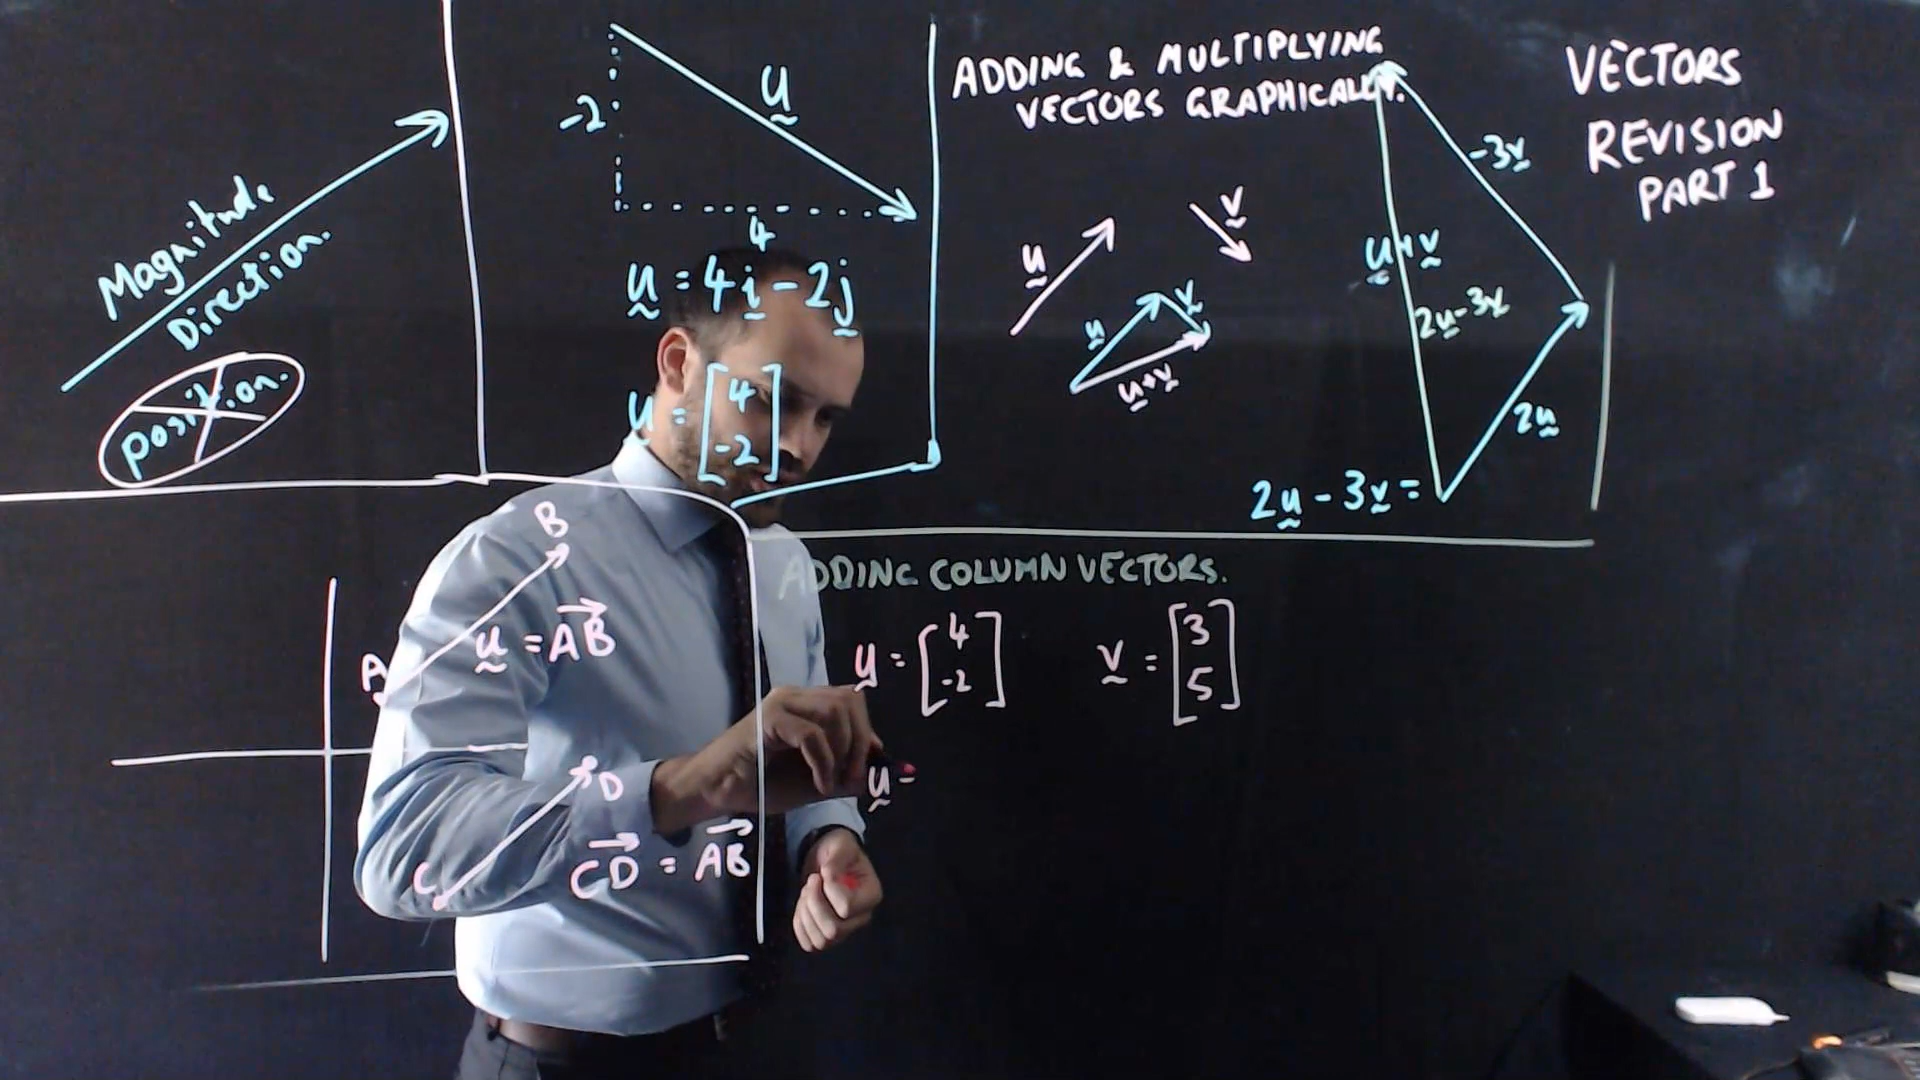 VECTORS
REVISION
PART 1
Magnitude
Direction.
position.
-2
u
4
u = 4i - 2j
u = [4
-2]
ADDING & MULTIPLYING
VECTORS GRAPHICALLY.
u
v
u
v
u+v
-3v
u+v
2u-3v
2u
2u - 3v =
B
A
u = AB
D
C
CD = AB
ADDING COLUMN VECTORS.
u = [4
-2]
v = [3
5]
u -